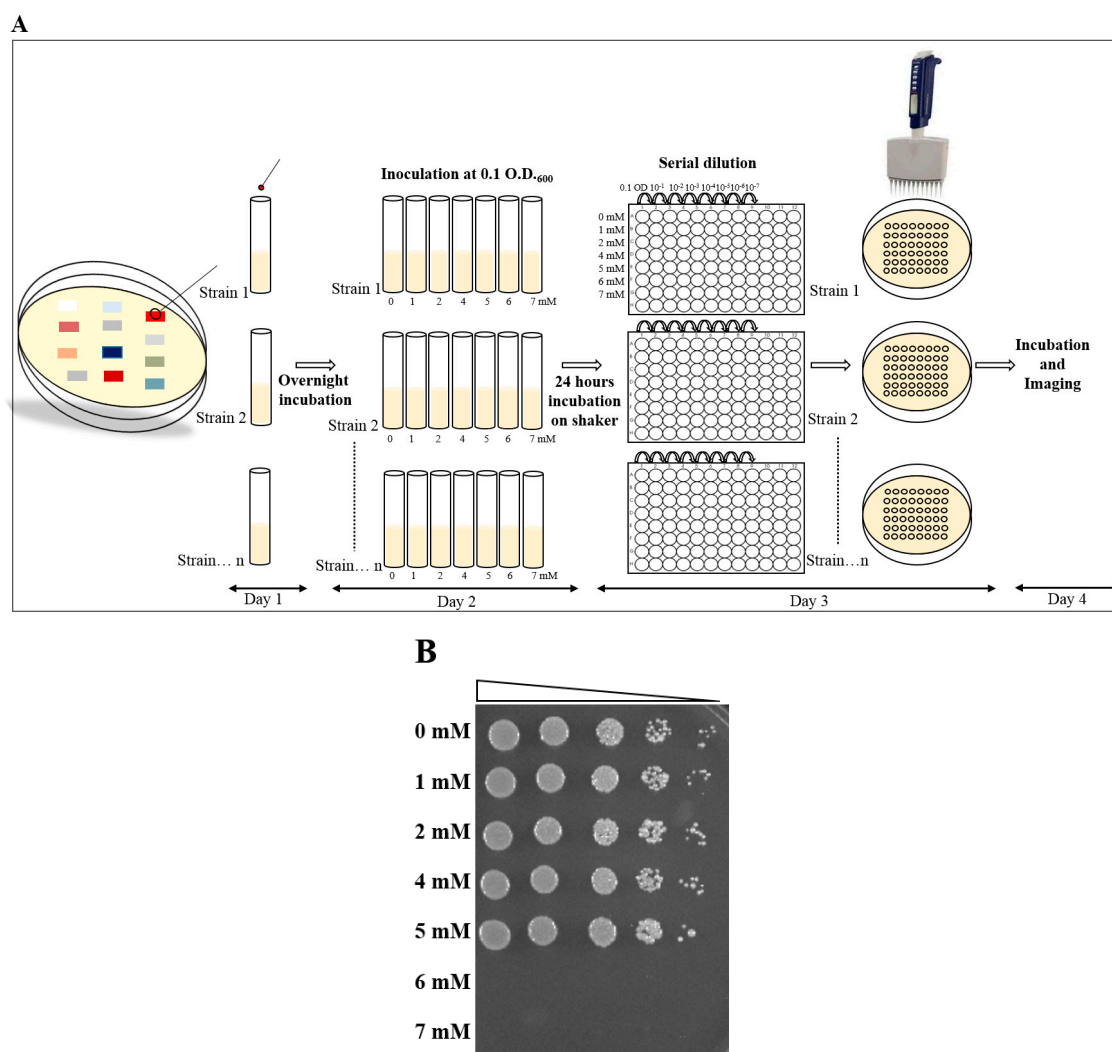 A
Inoculation at 0.1 O.D.600
Serial dilution
0.1 OD 10-1 10-2 10-3 10-4 10-5 10-6 10-7
0 mM
1 mM
2 mM
4 mM
5 mM
6 mM
7 mM
Strain 1
Strain 1
0 1 2 4 5 6 7 mM
Strain 1
Overnight
incubation
Strain 2
Strain 2
0 1 2 4 5 6 7 mM
24 hours
incubation
on shaker
Strain 2
Incubation
and
Imaging
Strain… n
Strain… n
0 1 2 4 5 6 7 mM
Strain…n
Day 1
Day 2
Day 3
Day 4
B
0 mM
1 mM
2 mM
4 mM
5 mM
6 mM
7 mM